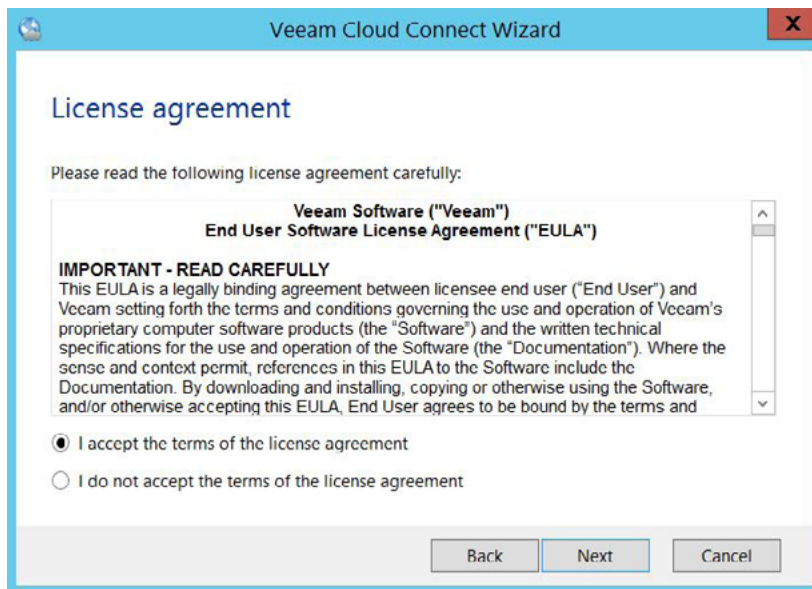 Veeam Cloud Connect Wizard
X
License agreement
Please read the following license agreement carefully:
Veeam Software ("Veeam")
End User Software License Agreement ("EULA")
IMPORTANT - READ CAREFULLY
This EULA is a legally binding agreement between licensee end user (“End User”) and
Veeam setting forth the terms and conditions governing the use and operation of Veeam’s
proprietary computer software products (the “Software”) and the written technical
specifications for the use and operation of the Software (the “Documentation”). Where the
sense and context permit, references in this EULA to the Software include the
Documentation. By downloading and installing, copying or otherwise using the Software,
and/or otherwise accepting this EULA, End User agrees to be bound by the terms and
I accept the terms of the license agreement
I do not accept the terms of the license agreement
Back Next Cancel